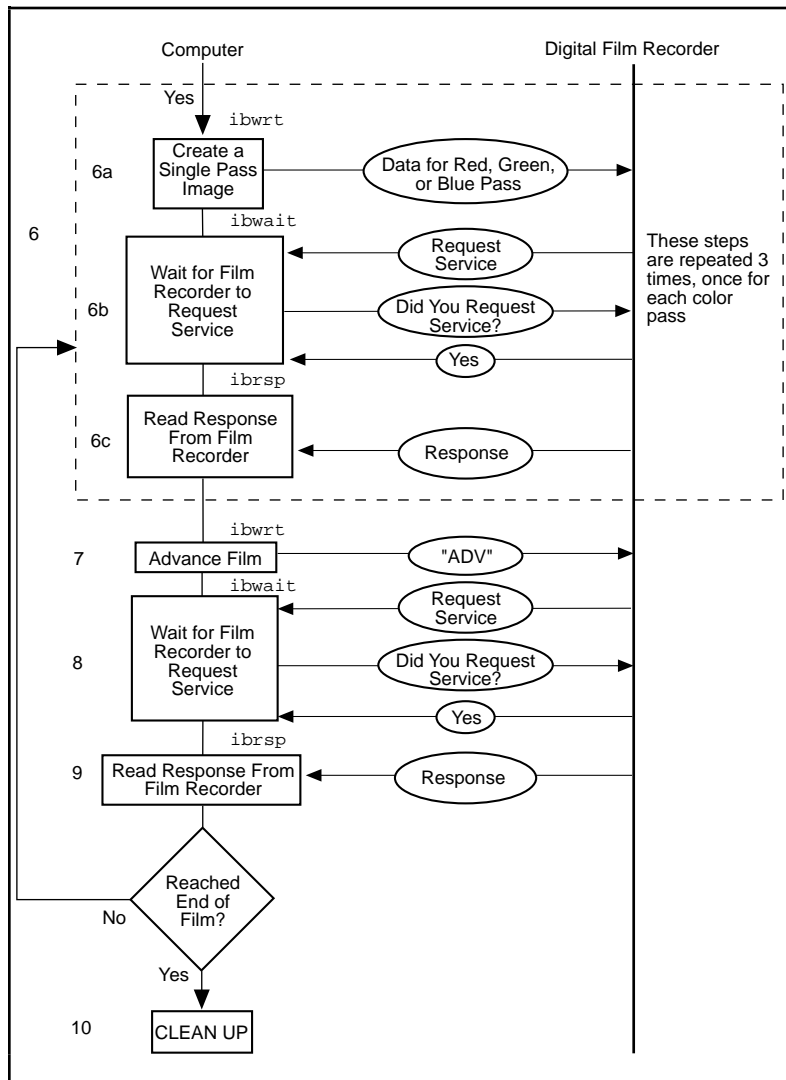 Computer
Digital Film Recorder
Yes
ibwrt
6a
Create a
Single Pass
Image
Data for Red, Green,
or Blue Pass
ibwait
6
6b
Wait for Film
Recorder to
Request
Service
Request
Service
Did You Request
Service?
Yes
These steps
are repeated 3
times, once for
each color
pass
ibrsp
6c
Read Response
From Film
Recorder
Response
ibwrt
7
Advance Film
"ADV"
ibwait
8
Wait for Film
Recorder to
Request
Service
Request
Service
Did You Request
Service?
Yes
ibrsp
9
Read Response From
Film Recorder
Response
Reached
End of
Film?
No
Yes
10
CLEAN UP